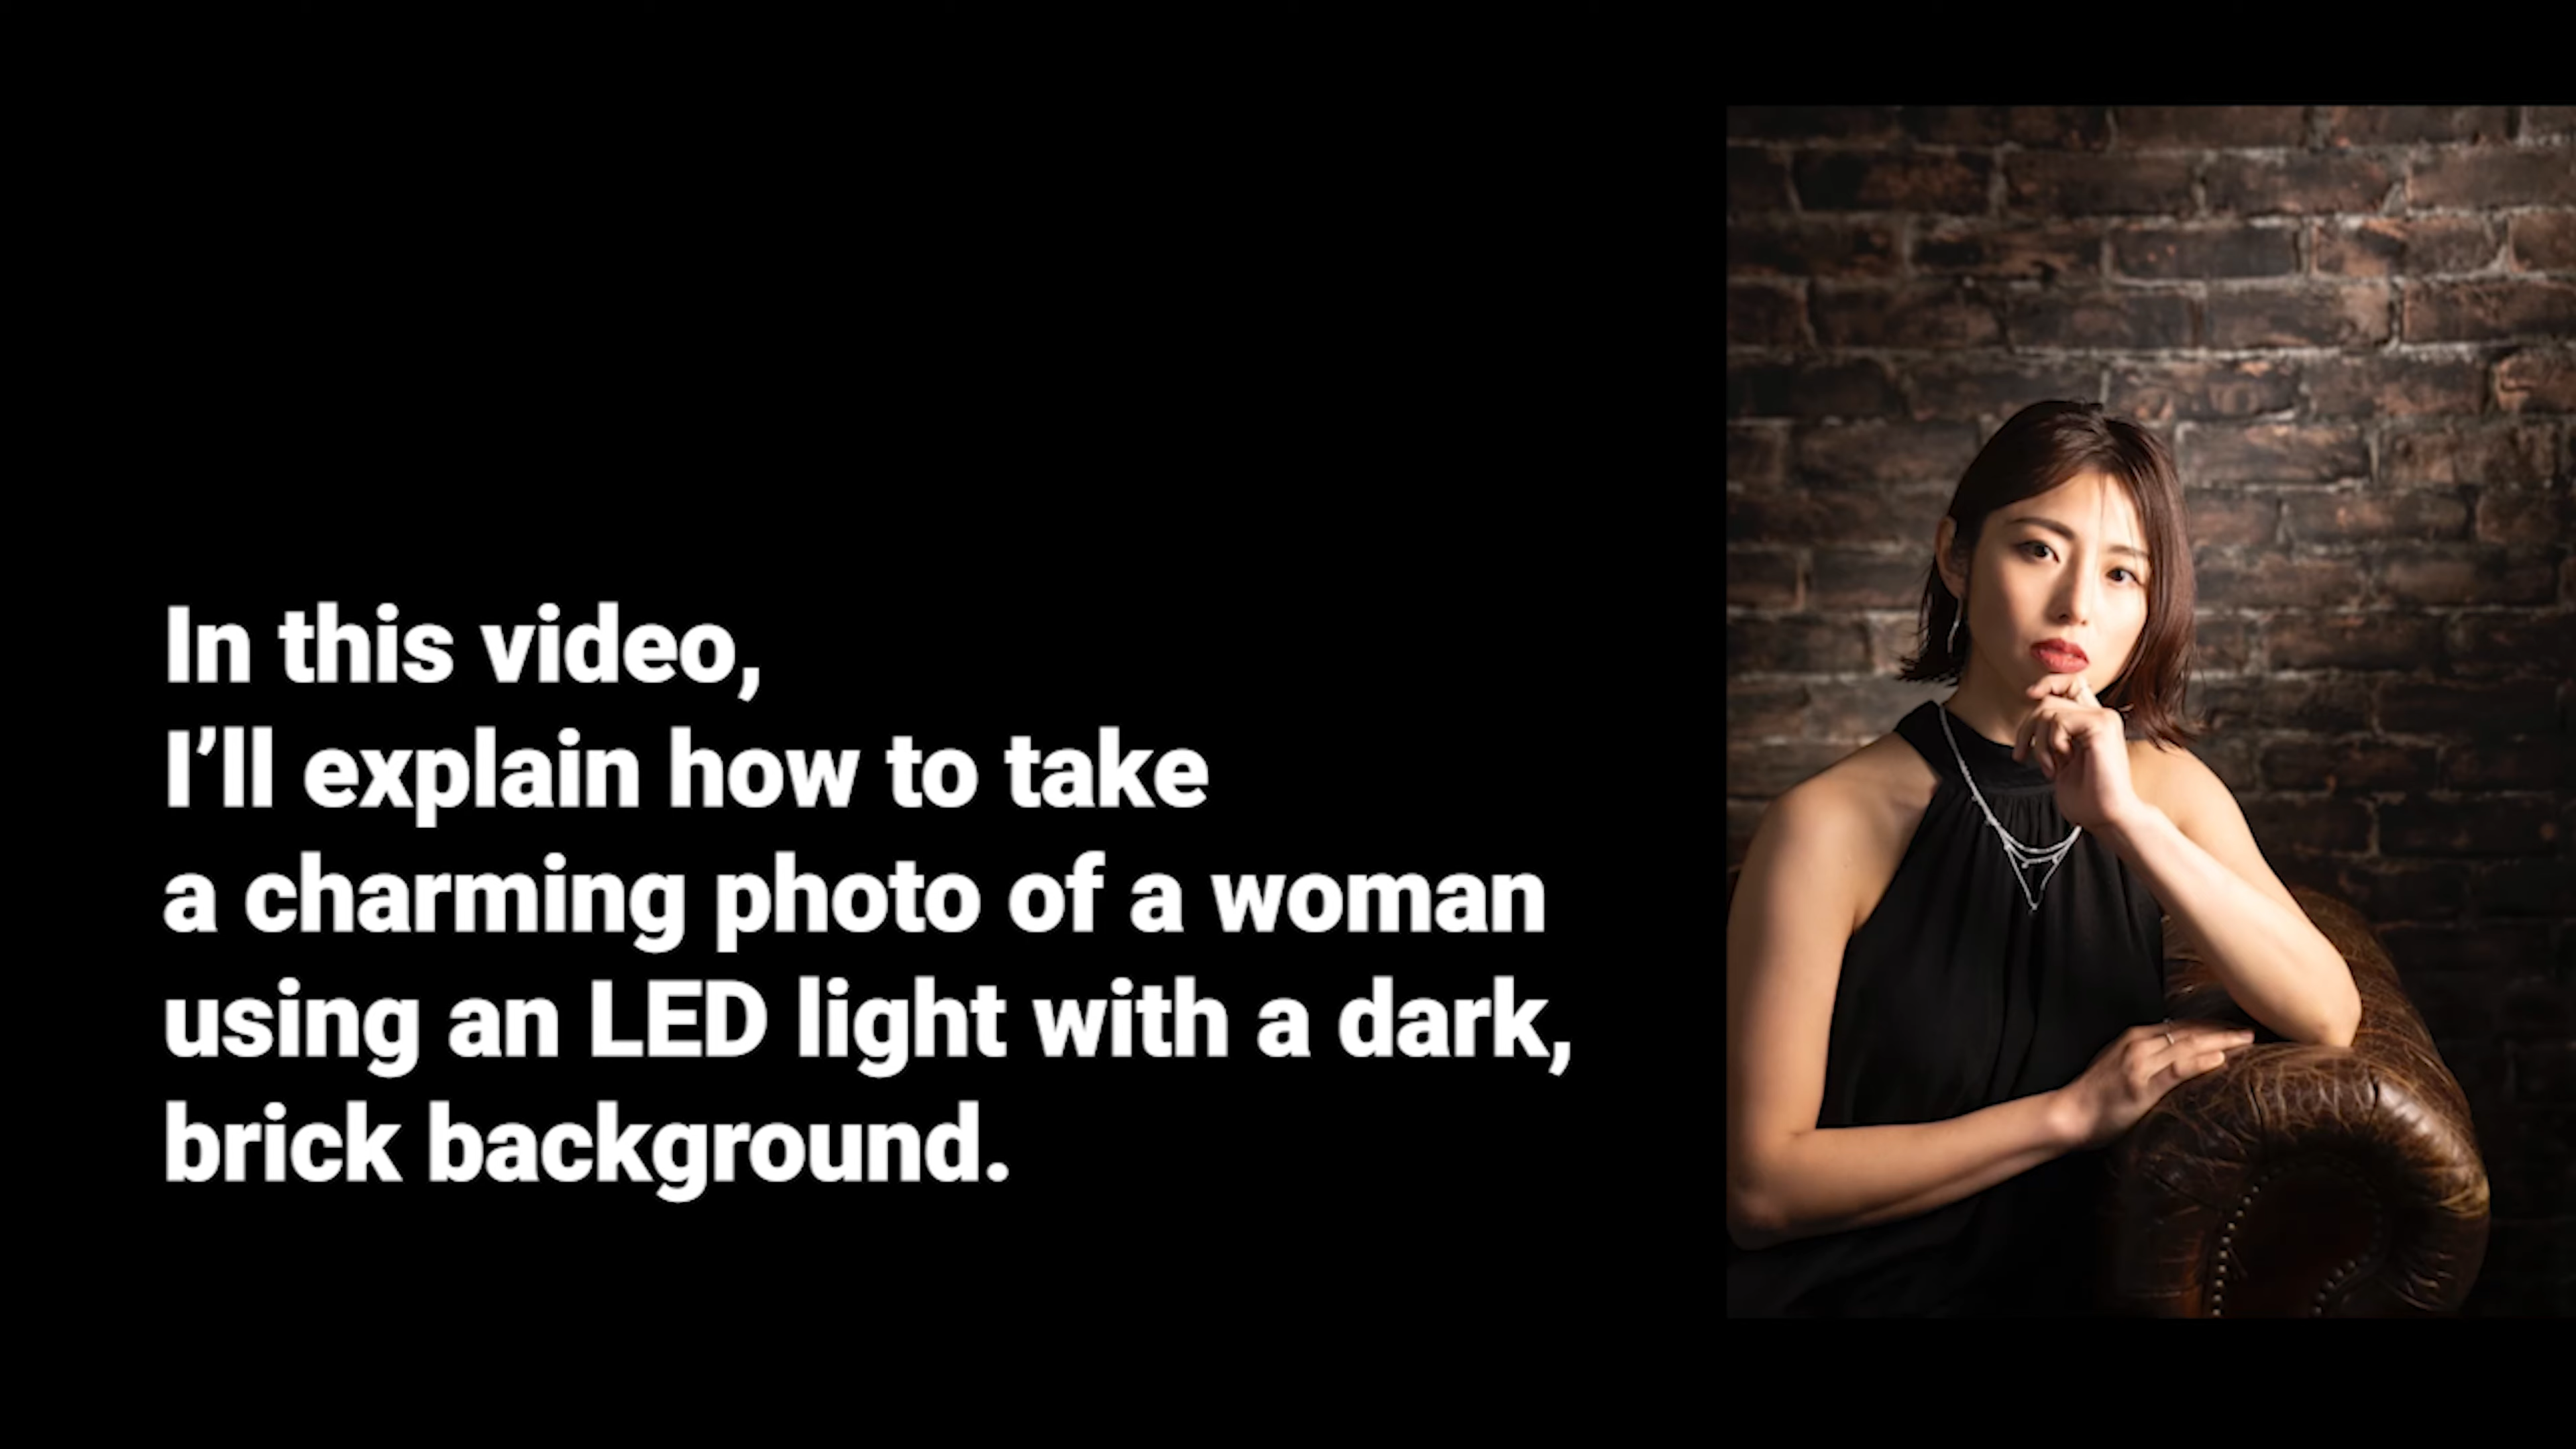 In this video,
I’ll explain how to take
a charming photo of a woman
using an LED light with a dark,
brick background.